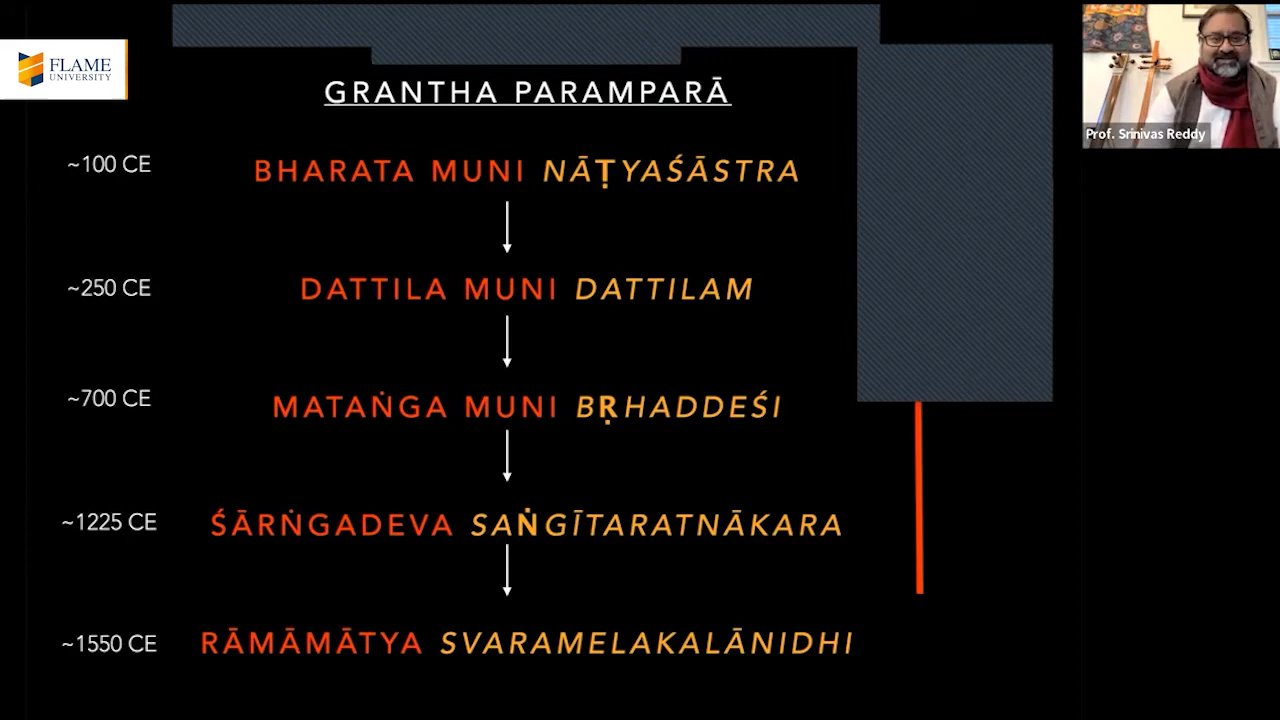 FLAME
UNIVERSITY
GRANTHA PARAMPARĀ
Prof. Srinivas Reddy
~100 CE BHARATA MUNI NĀṬYAŚĀSTRA
~250 CE DATTILA MUNI DATTILAM
~700 CE MATAṄGA MUNI BṚHADDEŚI
~1225 CE ŚĀRṄGADEVA SAṄGĪTARATNĀKARA
~1550 CE RĀMĀMĀTYA SVARAMELAKALĀNIDHI